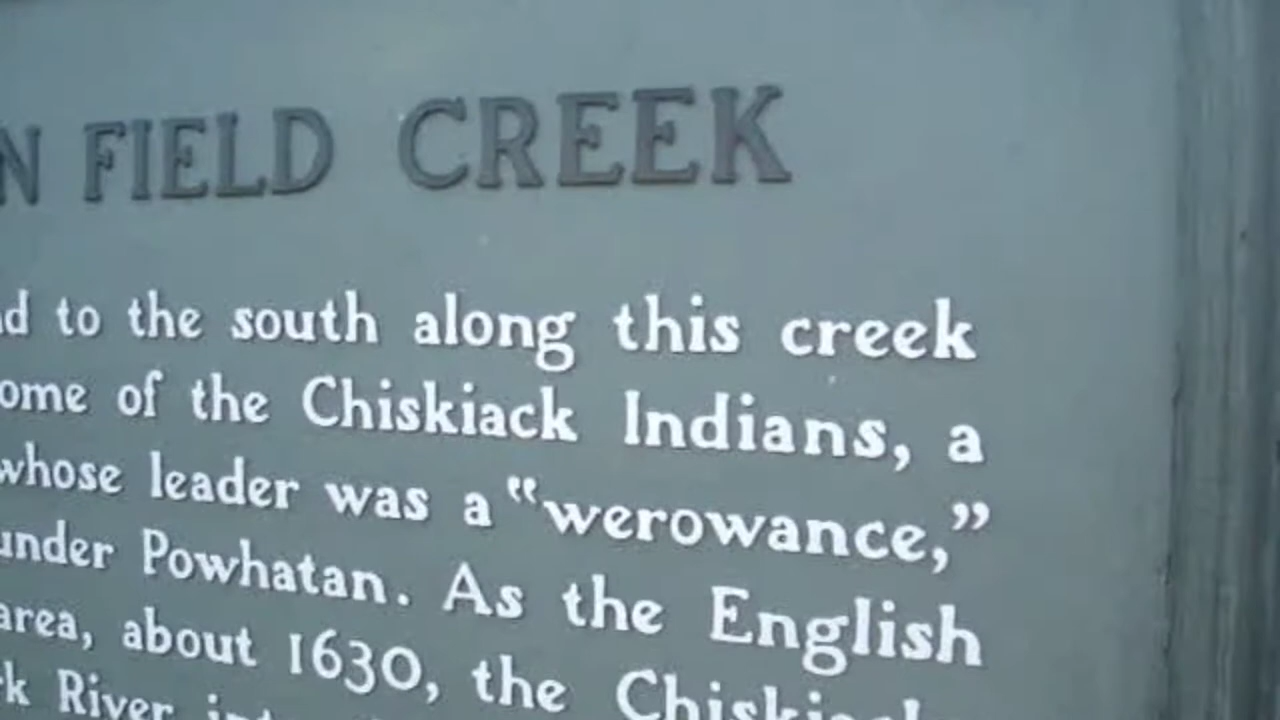 N FIELD CREEK
d to the south along this creek
ome of the Chiskiack Indians, a
whose leader was a “werowance,”
under Powhatan. As the English
area, about 1630, the Chiskiack
k River